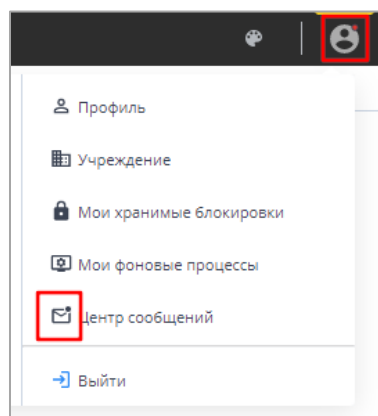 Профиль
Учреждение
Мои хранимые блокировки
Мои фоновые процессы
Центр сообщений
Выйти